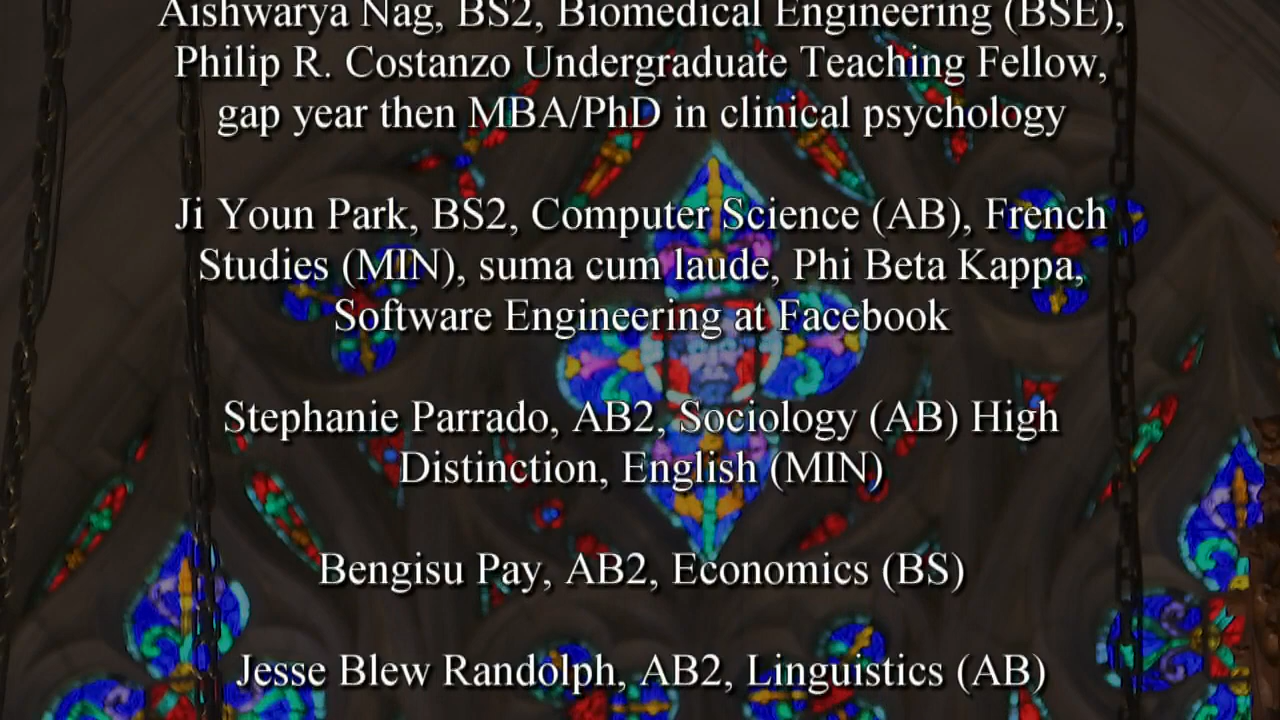 Aishwarya Nag, BS2, Biomedical Engineering (BSE),
Philip R. Costanzo Undergraduate Teaching Fellow,
gap year then MBA/PhD in clinical psychology
Ji Youn Park, BS2, Computer Science (AB), French
Studies (MIN), suma cum laude, Phi Beta Kappa,
Software Engineering at Facebook
Stephanie Parrado, AB2, Sociology (AB) High
Distinction, English (MIN)
Bengisu Pay, AB2, Economics (BS)
Jesse Blew Randolph, AB2, Linguistics (AB)